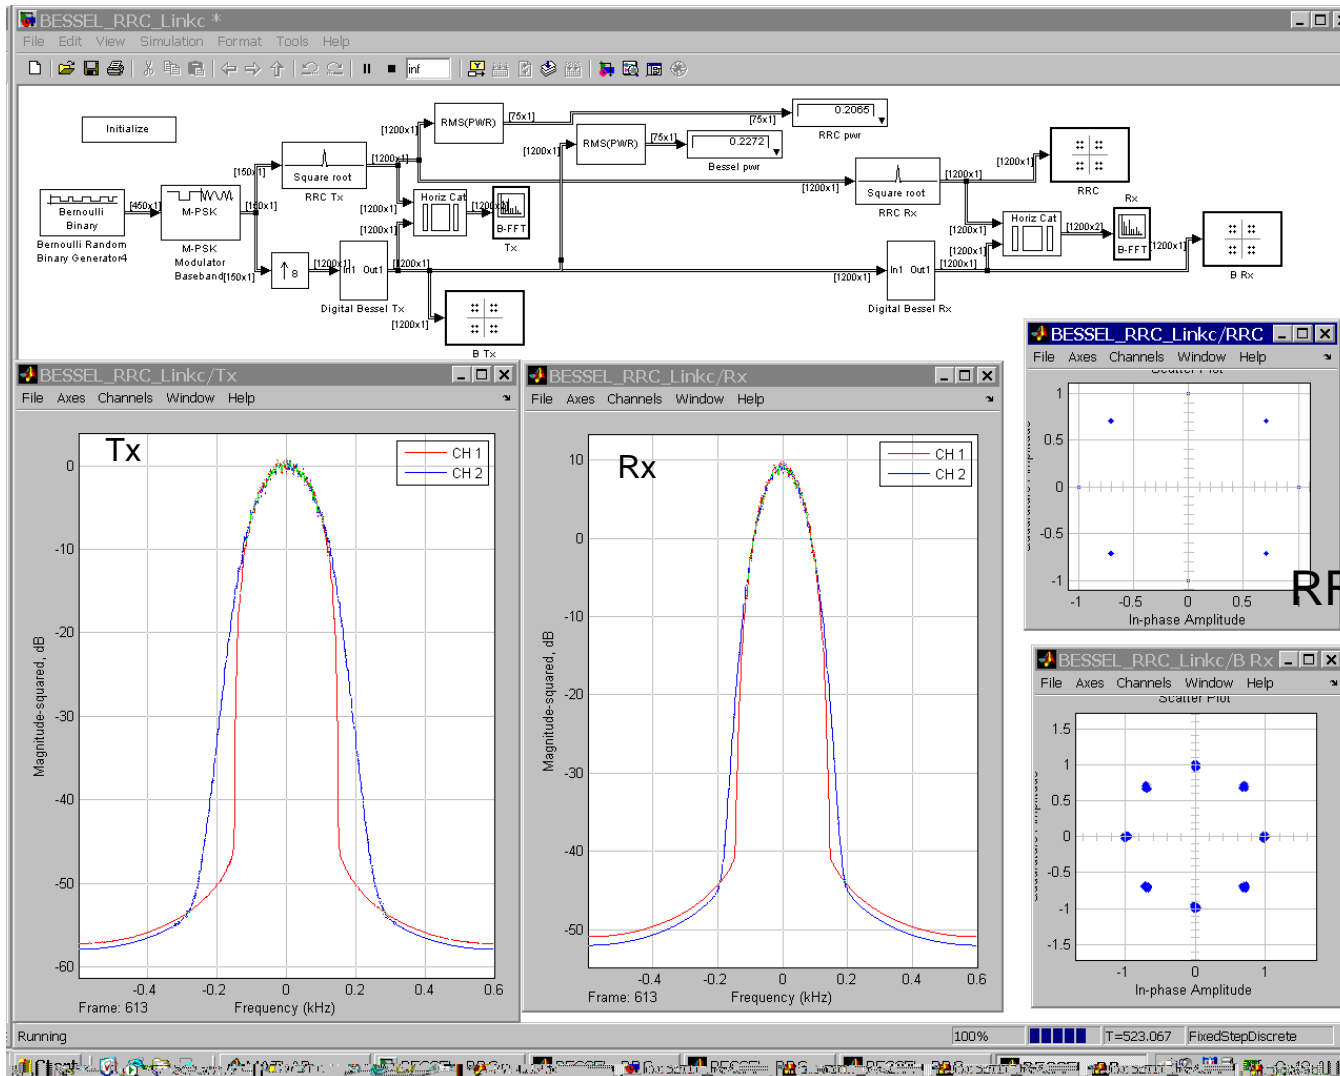 BESSEL_RRC_Linkc *
File Edit View Simulation Format Tools Help
inf
Initialize
[1200x1]
RMS(PWR)
[75x1]
[75x1]
0.2065
RRC pwr
[1200x1]
RMS(PWR)
[75x1]
0.2272
Bessel pwr
[150x1]
Square root
RRC Tx
[1200x1]
Bernoulli
Binary
Bernoulli Random
Binary Generator4
[450x1]
M-PSK
M-PSK
Modulator
Baseband
[150x1]
[150x1]
8
[1200x1]
In1 Out1
Digital Bessel Tx
[1200x1]
[1200x1]
[1200x1]
Horiz Cat
[1200x2]
B-FFT
Tx
[1200x1]
B Tx
Square root
RRC Rx
[1200x1]
[1200x1]
RRC
[1200x1]
Horiz Cat
[1200x2]
Rx
B-FFT
[1200x1]
[1200x1]
In1 Out1
Digital Bessel Rx
[1200x1]
B Rx
BESSEL_RRC_Linkc/Tx
File Axes Channels Window Help
Tx
CH 1
CH 2
0
-10
-20
-30
-40
-50
-60
Magnitude-squared, dB
-0.4 -0.2 0 0.2 0.4 0.6
Frame: 613 Frequency (kHz)
BESSEL_RRC_Linkc/Rx
File Axes Channels Window Help
Rx
CH 1
CH 2
10
0
-10
-20
-30
-40
-50
Magnitude-squared, dB
-0.4 -0.2 0 0.2 0.4 0.6
Frame: 613 Frequency (kHz)
BESSEL_RRC_Linkc/RRC
File Axes Channels Window Help
Scatter Plot
1
0.5
0
-0.5
-1
-1 -0.5 0 0.5 1
In-phase Amplitude
BESSEL_RRC_Linkc/B Rx
File Axes Channels Window Help
Scatter Plot
1.5
1
0.5
0
-0.5
-1
-1.5
-1 0 1
In-phase Amplitude
Running
100%
T=523.067
FixedStepDiscrete
Start